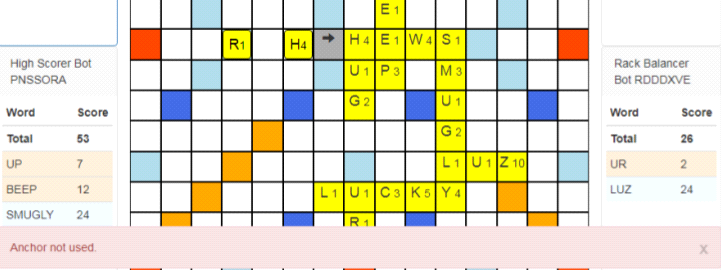 E1
R1 H4 → H4 E1 W4 S1
High Scorer Bot
PNSSORA
U1 P3 M3
Rack Balancer
Bot RDDDXVE
Word Score
G2 U1
Word Score
Total 53
G2
Total 26
UP 7
L1 U1 Z10
UR 2
BEEP 12
L1 U1 C3 K5 Y4
LUZ 24
SMUGLY 24
R1
Anchor not used.
x